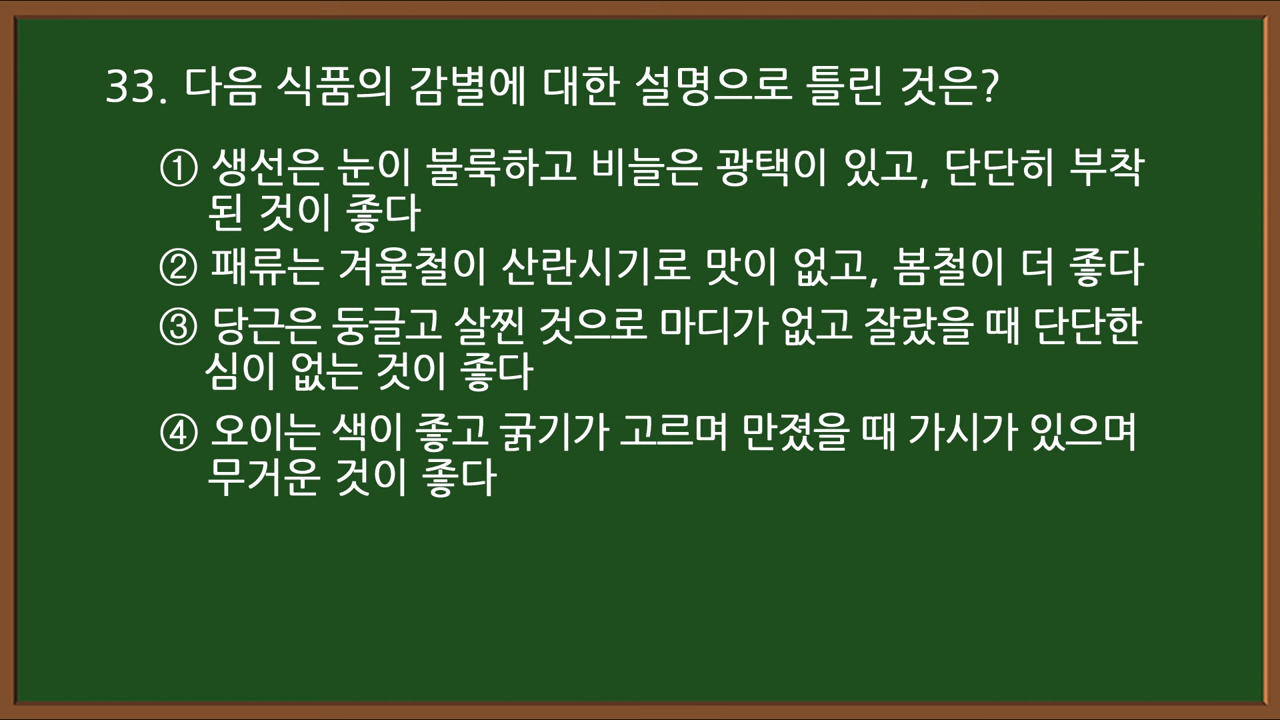 33. 다음 식품의 감별에 대한 설명으로 틀린 것은?
① 생선은 눈이 불룩하고 비늘은 광택이 있고, 단단히 부착
된 것이 좋다
② 패류는 겨울철이 산란시기로 맛이 없고, 봄철이 더 좋다
③ 당근은 둥글고 살찐 것으로 마디가 없고 잘랐을 때 단단한
심이 없는 것이 좋다
④ 오이는 색이 좋고 굵기가 고르며 만졌을 때 가시가 있으며
무거운 것이 좋다